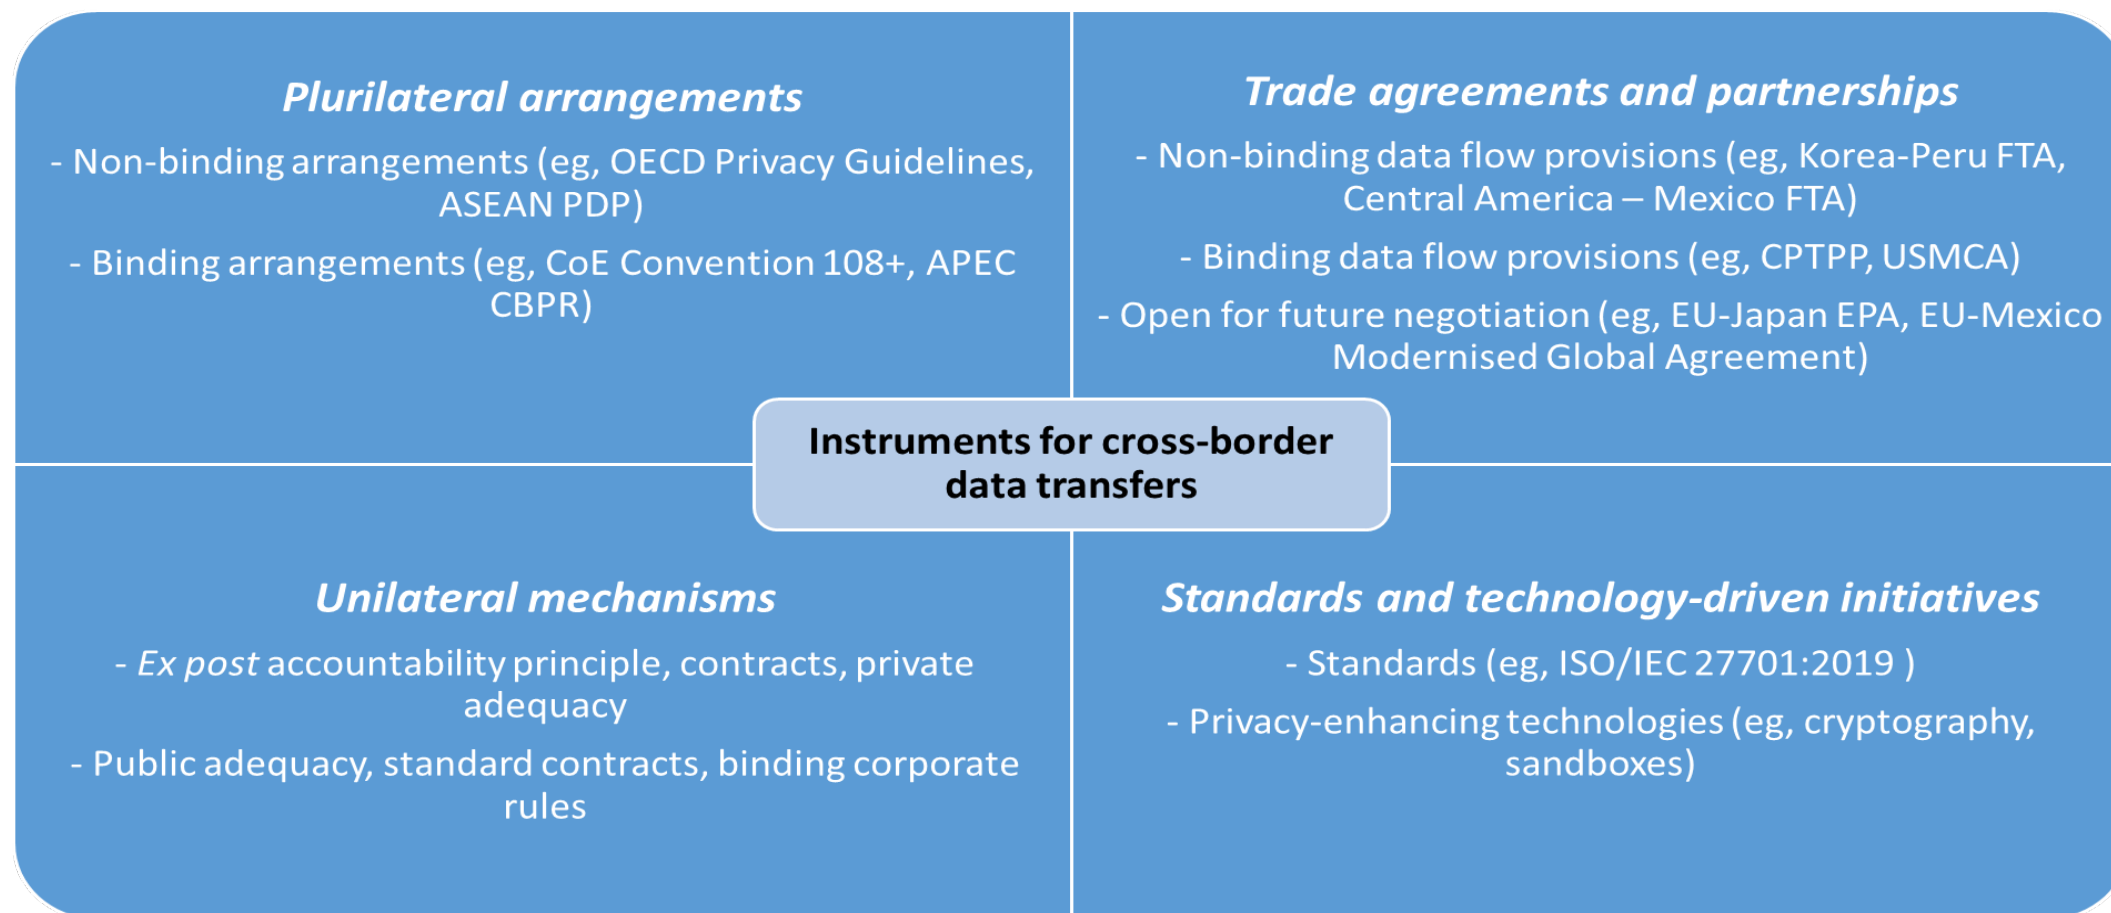 Plurilateral arrangements
- Non-binding arrangements (eg, OECD Privacy Guidelines,
ASEAN PDP)
- Binding arrangements (eg, CoE Convention 108+, APEC
CBPR)
Trade agreements and partnerships
- Non-binding data flow provisions (eg, Korea-Peru FTA,
Central America – Mexico FTA)
- Binding data flow provisions (eg, CPTPP, USMCA)
- Open for future negotiation (eg, EU-Japan EPA, EU-Mexico
Modernised Global Agreement)
Instruments for cross-border
data transfers
Unilateral mechanisms
- Ex post accountability principle, contracts, private
adequacy
- Public adequacy, standard contracts, binding corporate
rules
Standards and technology-driven initiatives
- Standards (eg, ISO/IEC 27701:2019 )
- Privacy-enhancing technologies (eg, cryptography,
sandboxes)